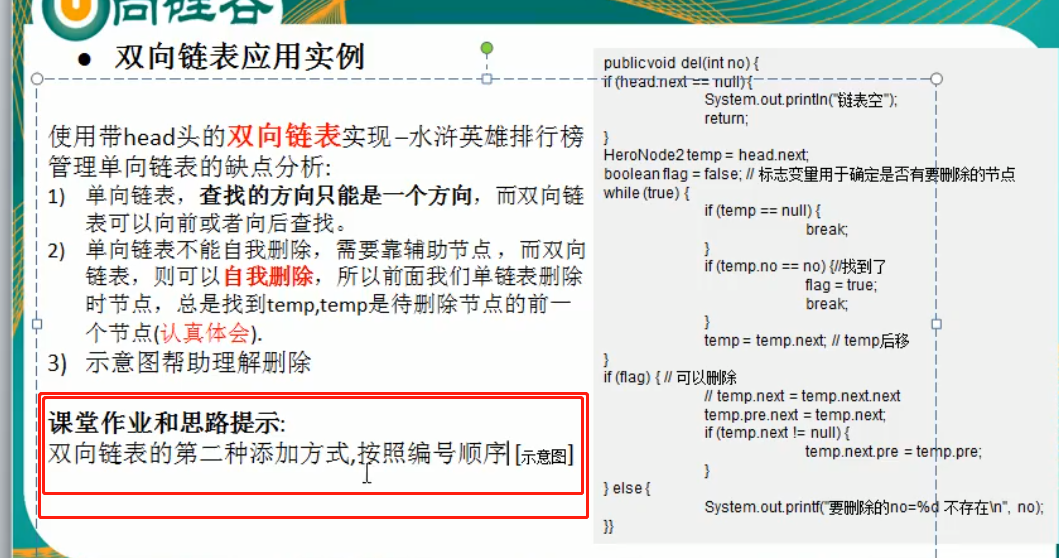 尚硅谷
双向链表应用实例
使用带head头的双向链表实现 –水浒英雄排行榜
管理单向链表的缺点分析:
1) 单向链表，查找的方向只能是一个方向，而双向链
表可以向前或者向后查找。
2) 单向链表不能自我删除，需要靠辅助节点 ，而双向
链表，则可以自我删除，所以前面我们单链表删除
时节点，总是找到temp,temp是待删除节点的前一
个节点(认真体会).
3) 示意图帮助理解删除
课堂作业和思路提示:
双向链表的第二种添加方式,按照编号顺序 [示意图]
public void del(int no) {
if (head.next == null) {
System.out.println("链表空");
return;
}
HeroNode2 temp = head.next;
boolean flag = false; // 标志变量用于确定是否有要删除的节点
while (true) {
if (temp == null) {
break;
}
if (temp.no == no) {//找到了
flag = true;
break;
}
temp = temp.next; // temp后移
}
if (flag) { // 可以删除
// temp.next = temp.next.next
temp.pre.next = temp.next;
if (temp.next != null) {
temp.next.pre = temp.pre;
}
} else {
System.out.printf("要删除的no=%d 不存在\n", no);
}}